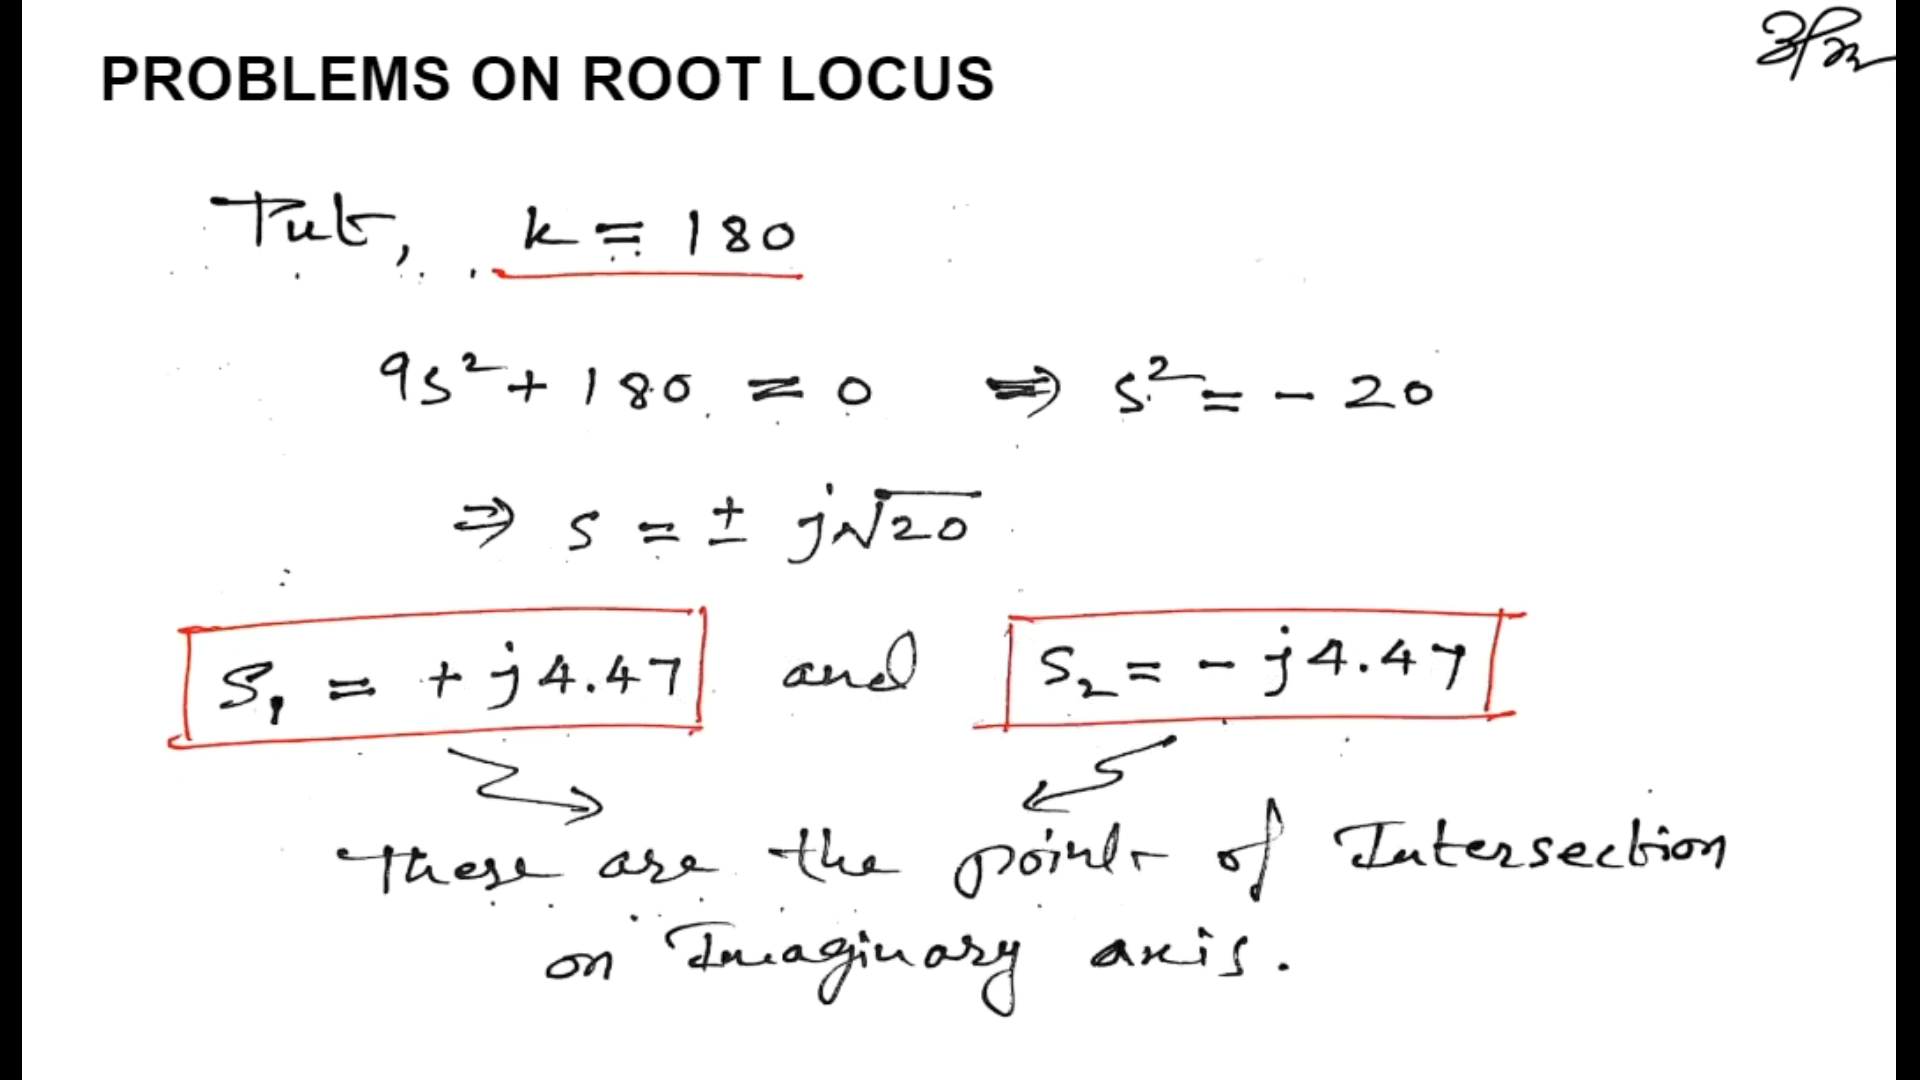 PROBLEMS ON ROOT LOCUS
Put, k = 180
9s² + 180 = 0 ⇒ s² = - 20
⇒ s = ± j√20
S₁ = + j4.47 and S₂ = - j4.47
These are the points of Intersection
on Imaginary axis.